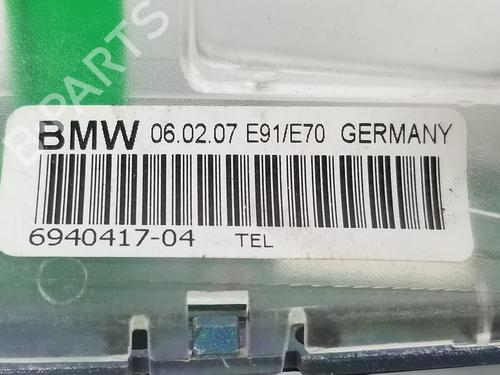 BMW 06.02.07 E91/E70 GERMANY
6940417-04 TEL
B-PARTS